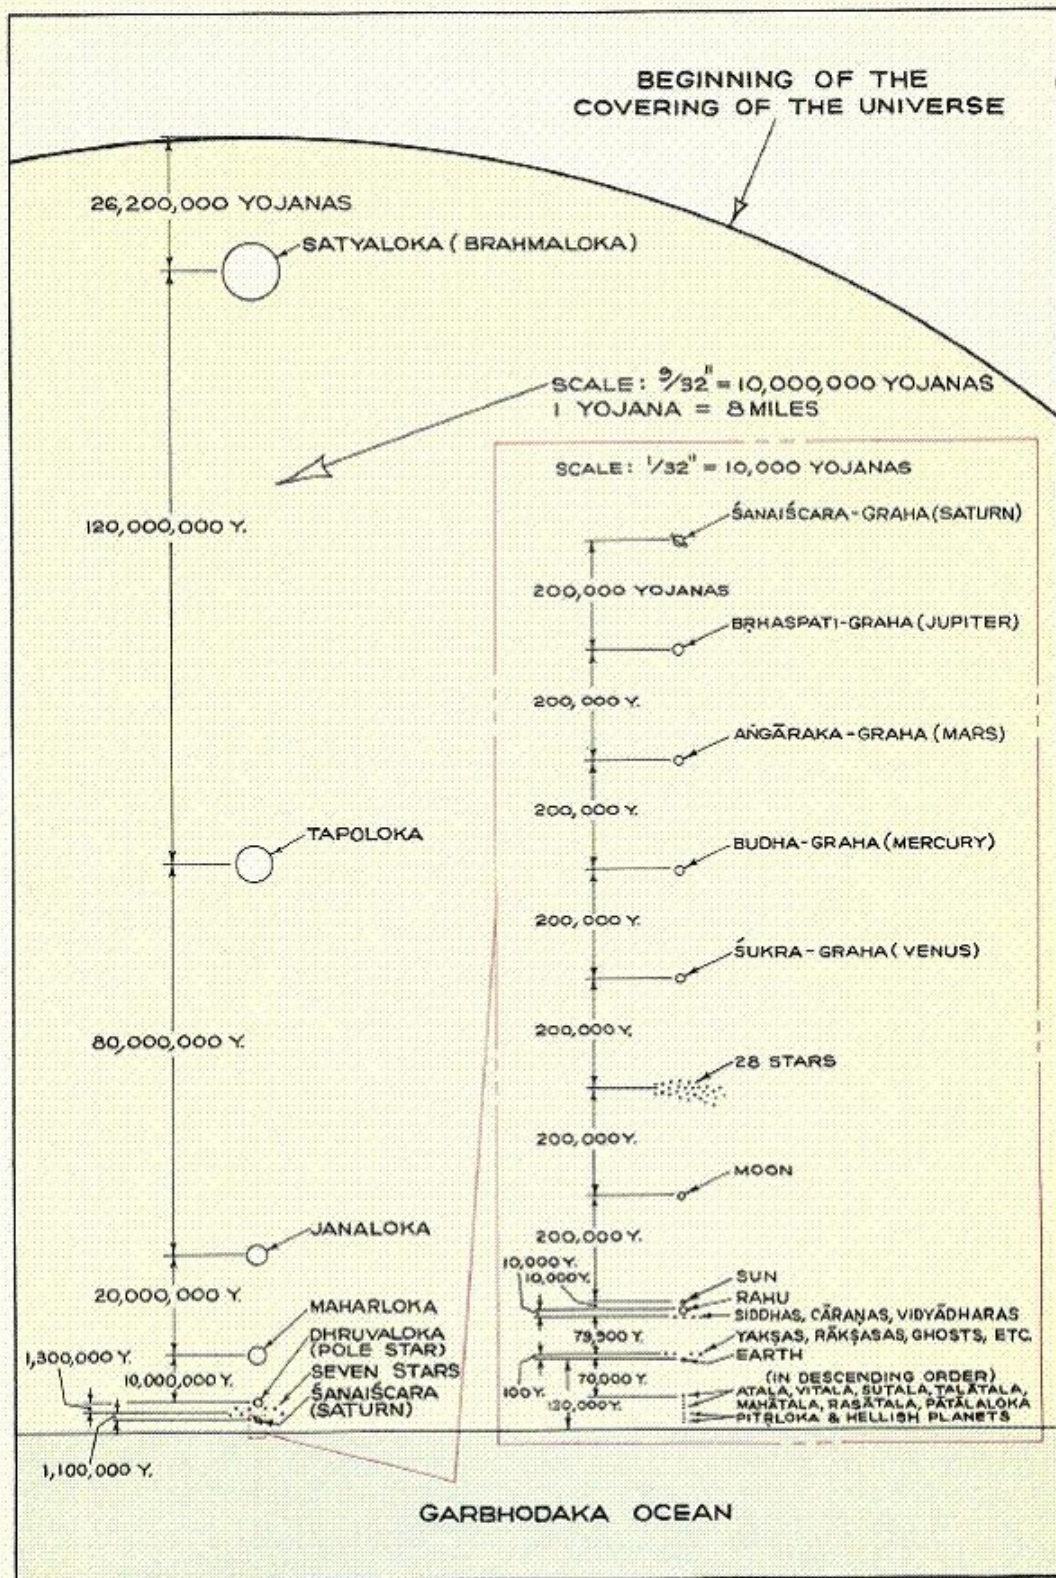 BEGINNING OF THE
COVERING OF THE UNIVERSE
26,200,000 YOJANAS
SATYALOKA (BRAHMALOKA)
SCALE: 9/32" = 10,000,000 YOJANAS
1 YOJANA = 8 MILES
120,000,000 Y.
TAPOLOKA
80,000,000 Y.
JANALOKA
20,000,000 Y.
MAHARLOKA
DHRUVALOKA
(POLE STAR)
1,300,000 Y.
10,000,000 Y.
SEVEN STARS
ŚANAIŚCARA
(SATURN)
1,100,000 Y.
SCALE: 1/32" = 10,000 YOJANAS
ŚANAIŚCARA-GRAHA (SATURN)
200,000 YOJANAS
BṚHASPATI-GRAHA (JUPITER)
200,000 Y.
AṄGĀRAKA-GRAHA (MARS)
200,000 Y.
BUDHA-GRAHA (MERCURY)
200,000 Y.
ŚUKRA-GRAHA (VENUS)
200,000 Y.
28 STARS
200,000 Y.
MOON
200,000 Y.
10,000 Y.
10,000 Y.
SUN
RAHU
SIDDHAS, CĀRAṆAS, VIDYĀDHARAS
79,900 Y.
YAKṢAS, RĀKṢASAS, GHOSTS, ETC.
EARTH
100 Y.
70,000 Y.
(IN DESCENDING ORDER)
ATALA, VITALA, SUTALA, TALĀTALA,
MAHĀTALA, RASĀTALA, PĀTĀLALOKA
PITṚLOKA & HELLISH PLANETS
GARBHODAKA OCEAN